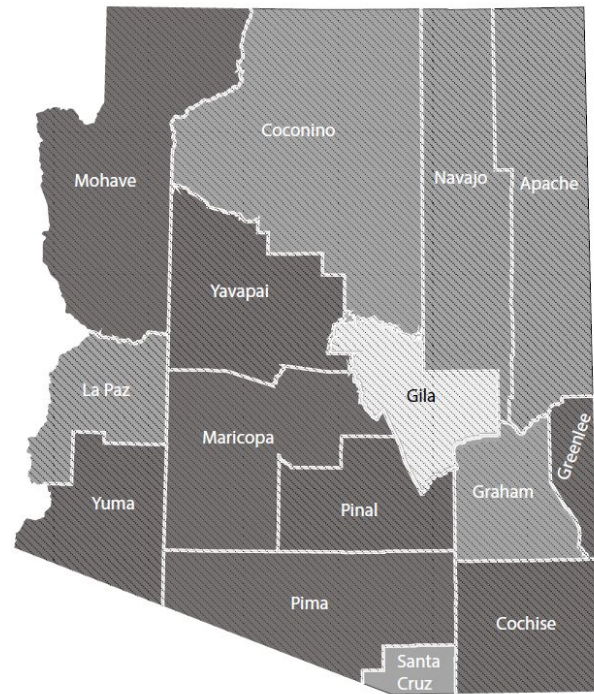 Coconino
Mohave
Navajo
Apache
Yavapai
La Paz
Gila
Maricopa
Greenlee
Yuma
Graham
Pinal
Pima
Cochise
Santa
Cruz